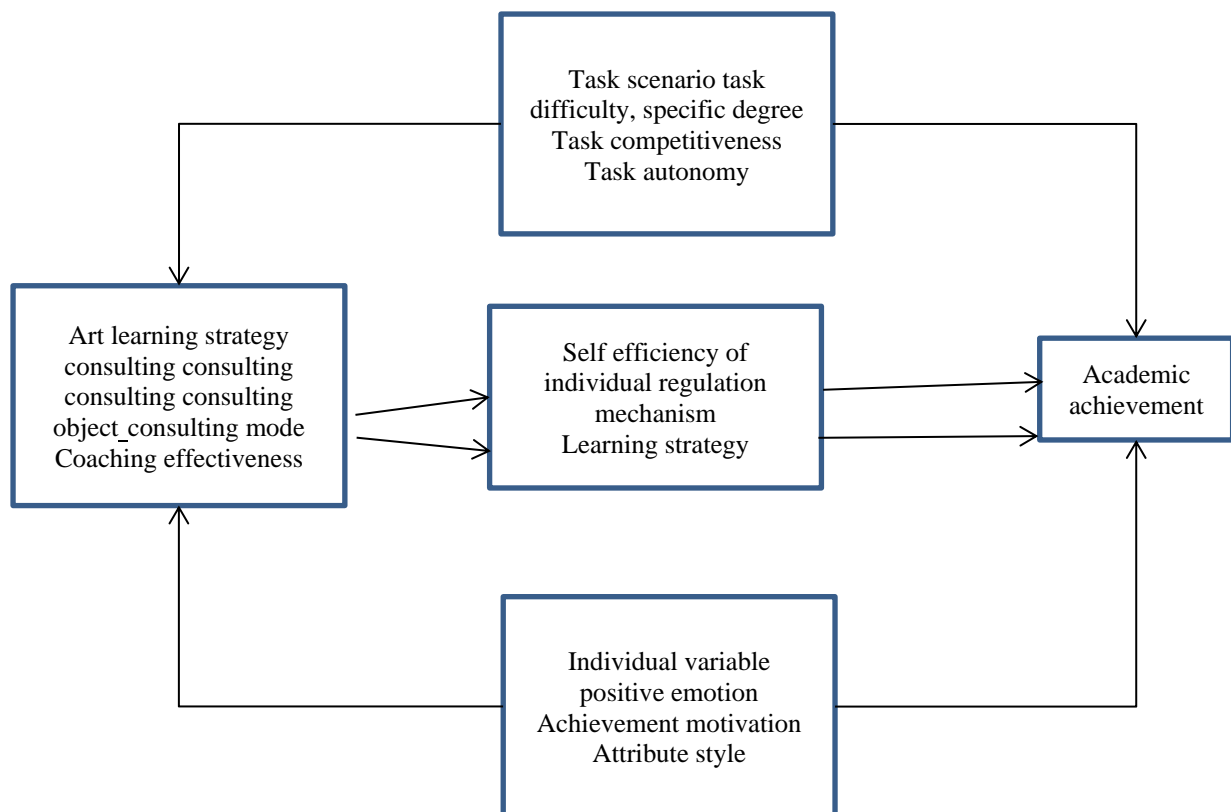 Task scenario task
difficulty, specific degree
Task competitiveness
Task autonomy
Art learning strategy
consulting consulting
consulting consulting
object_consulting mode
Coaching effectiveness
Self efficiency of
individual regulation
mechanism
Learning strategy
Academic
achievement
Individual variable
positive emotion
Achievement motivation
Attribute style